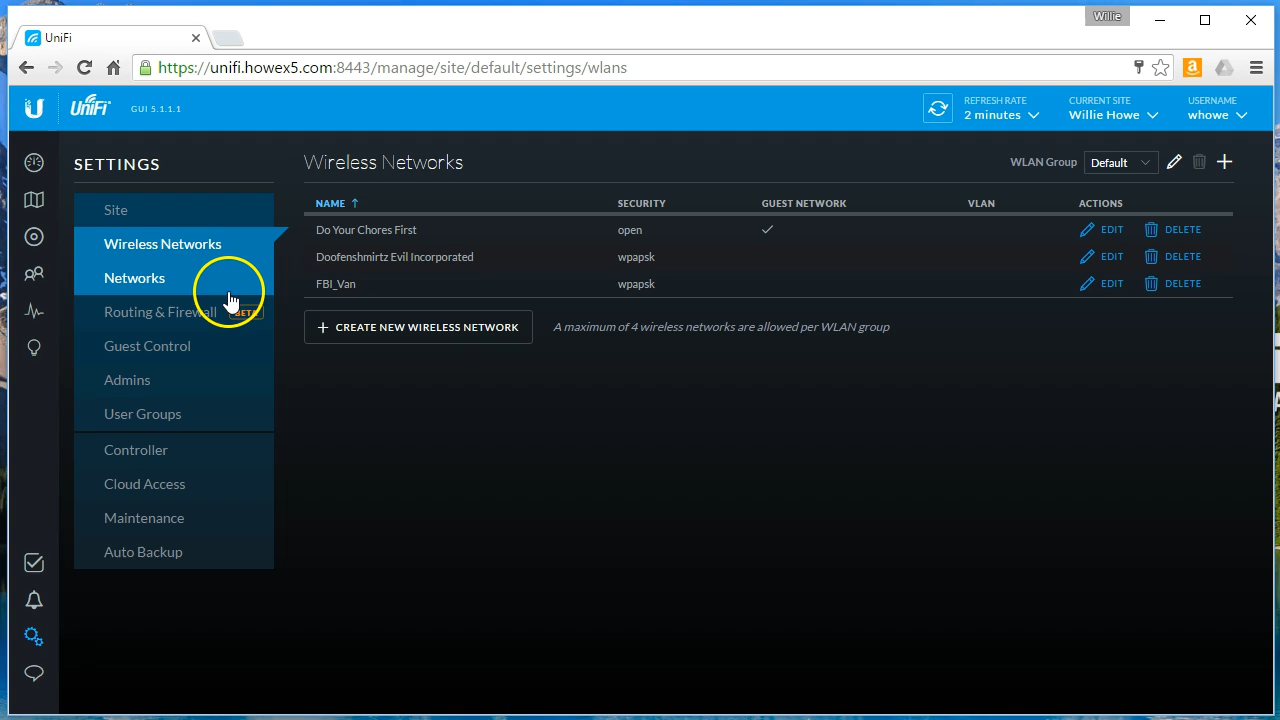 Willie
UniFi
https://unifi.howex5.com:8443/manage/site/default/settings/wlans
UniFi
GUI 5.1.1.1
REFRESH RATE
2 minutes
CURRENT SITE
Willie Howe
USERNAME
whowe
SETTINGS
Site
Wireless Networks
Networks
Routing & Firewall BETA
Guest Control
Admins
User Groups
Controller
Cloud Access
Maintenance
Auto Backup
Wireless Networks
WLAN Group Default
NAME SECURITY GUEST NETWORK VLAN ACTIONS
Do Your Chores First open EDIT DELETE
Doofenshmirtz Evil Incorporated wpapsk EDIT DELETE
FBI_Van wpapsk EDIT DELETE
CREATE NEW WIRELESS NETWORK A maximum of 4 wireless networks are allowed per WLAN group